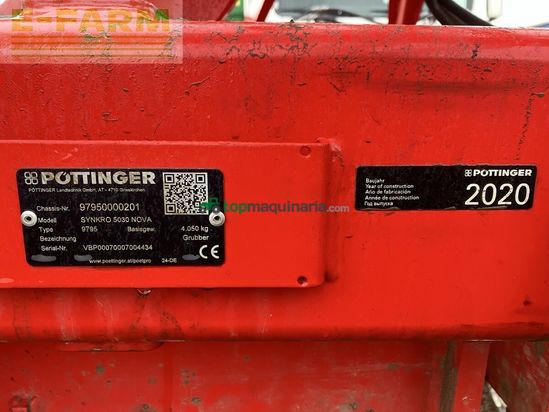 E-FARM
PÖTTINGER
PÖTTINGER Landtechnik GmbH, AT - 4710 Grieskirchen
Chassis-Nr. 97950000201
Modell SYNKRO 5030 NOVA
Type 9795 Basisgew. 4.050 kg
Grubber
Serial-Nr. VBP00070007004434
www.poettinger.at/poetpro 24-DE
CE
topmaquinaria.com
PÖTTINGER
Baujahr
Year of construction
Año de fabricación
Année de construction
Год выпуска
2020